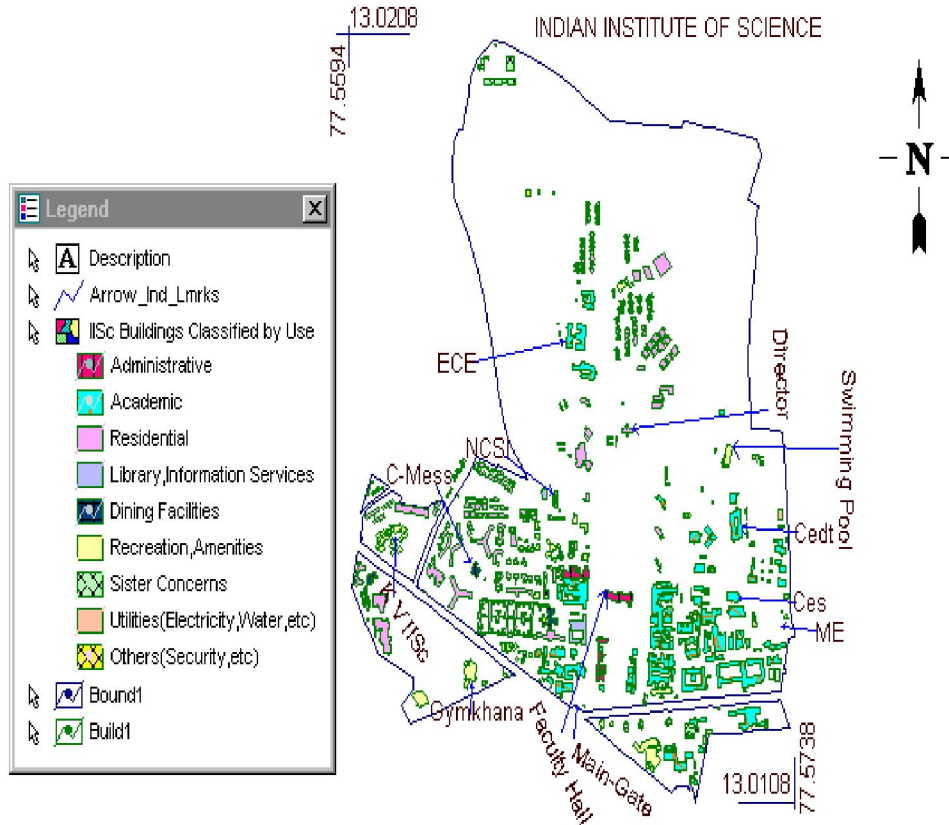 13.0208
77.5594
INDIAN INSTITUTE OF SCIENCE
N
Legend
X
A Description
Arrow_Ind_Lmrks
IISc Buildings Classified by Use
Administrative
Academic
Residential
Library,Information Services
Dining Facilities
Recreation,Amenities
Sister Concerns
Utilities(Electricity,Water,etc)
Others(Security,etc)
Bound1
Build1
ECE
Director
Swimming Pool
NCSI
C-Mess
Cedt
Ces
ME
K V IISc
Gymkhana
Faculty Hall
Main-Gate
13.0108
77.5738